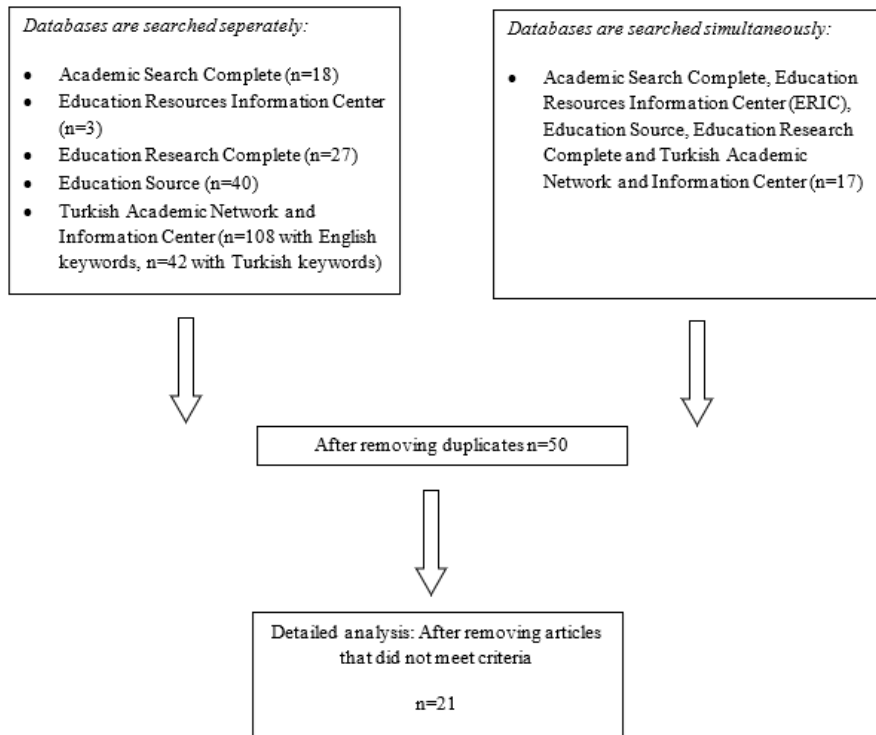 Databases are searched seperately:
• Academic Search Complete (n=18)
• Education Resources Information Center
(n=3)
• Education Research Complete (n=27)
• Education Source (n=40)
• Turkish Academic Network and
Information Center (n=108 with English
keywords, n=42 with Turkish keywords)
Databases are searched simultaneously:
• Academic Search Complete, Education
Resources Information Center (ERIC),
Education Source, Education Research
Complete and Turkish Academic
Network and Information Center (n=17)
After removing duplicates n=50
Detailed analysis: After removing articles
that did not meet criteria
n=21